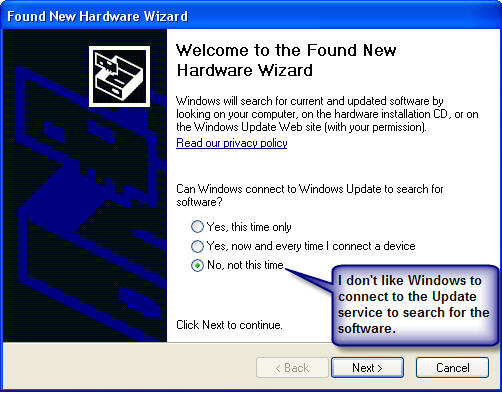 Found New Hardware Wizard
Welcome to the Found New
Hardware Wizard
Windows will search for current and updated software by
looking on your computer, on the hardware installation CD, or on
the Windows Update Web site (with your permission).
Read our privacy policy
Can Windows connect to Windows Update to search for
software?
Yes, this time only
Yes, now and every time I connect a device
No, not this time
I don't like Windows to
connect to the Update
service to search for the
software.
Click Next to continue.
< Back
Next >
Cancel